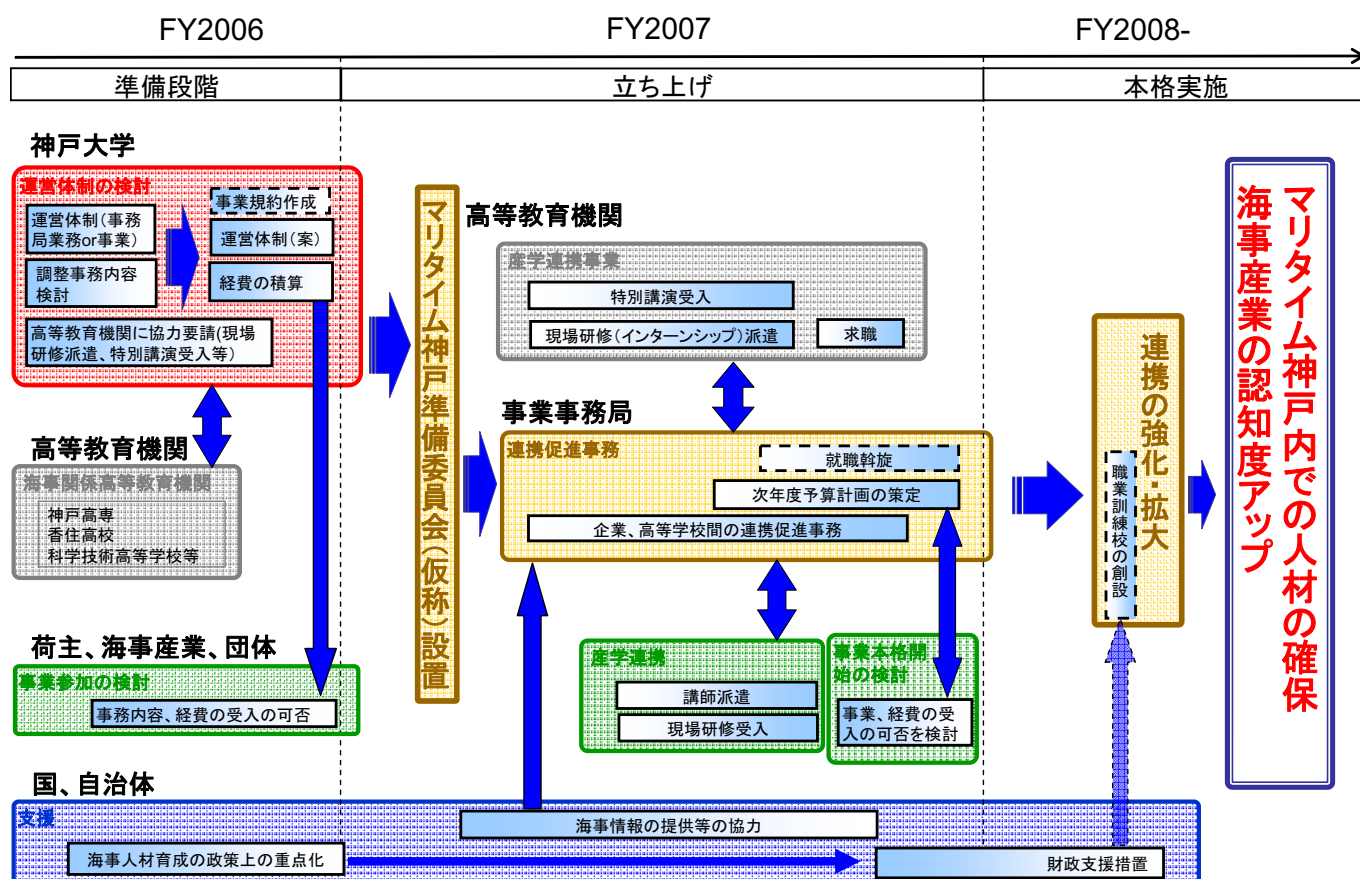 FY2006
FY2007
FY2008-
準備段階
立ち上げ
本格実施
神戸大学
運営体制の検討
運営体制(事務
局業務or事業)
調整事務内容
検討
事業規約作成
運営体制(案)
経費の積算
高等教育機関に協力要請(現場
研修派遣、特別講演受入等)
高等教育機関
海事関係高等教育機関
神戸高専
香住高校
科学技術高等学校等
荷主、海事産業、団体
事業参加の検討
事務内容、経費の受入の可否
国、自治体
支援
海事人材育成の政策上の重点化
海事情報の提供等の協力
財政支援措置
マリタイム神戸準備委員会(仮称)設置
高等教育機関
産学連携事業
特別講演受入
現場研修(インターンシップ)派遣
求職
事業事務局
連携促進事務
就職斡旋
次年度予算計画の策定
企業、高等学校間の連携促進事務
産学連携
講師派遣
現場研修受入
事業本格開
始の検討
事業、経費の受
入の可否を検討
連携の強化・拡大
職業訓練校の創設
マリタイム神戸内での人材の確保
海事産業の認知度アップ